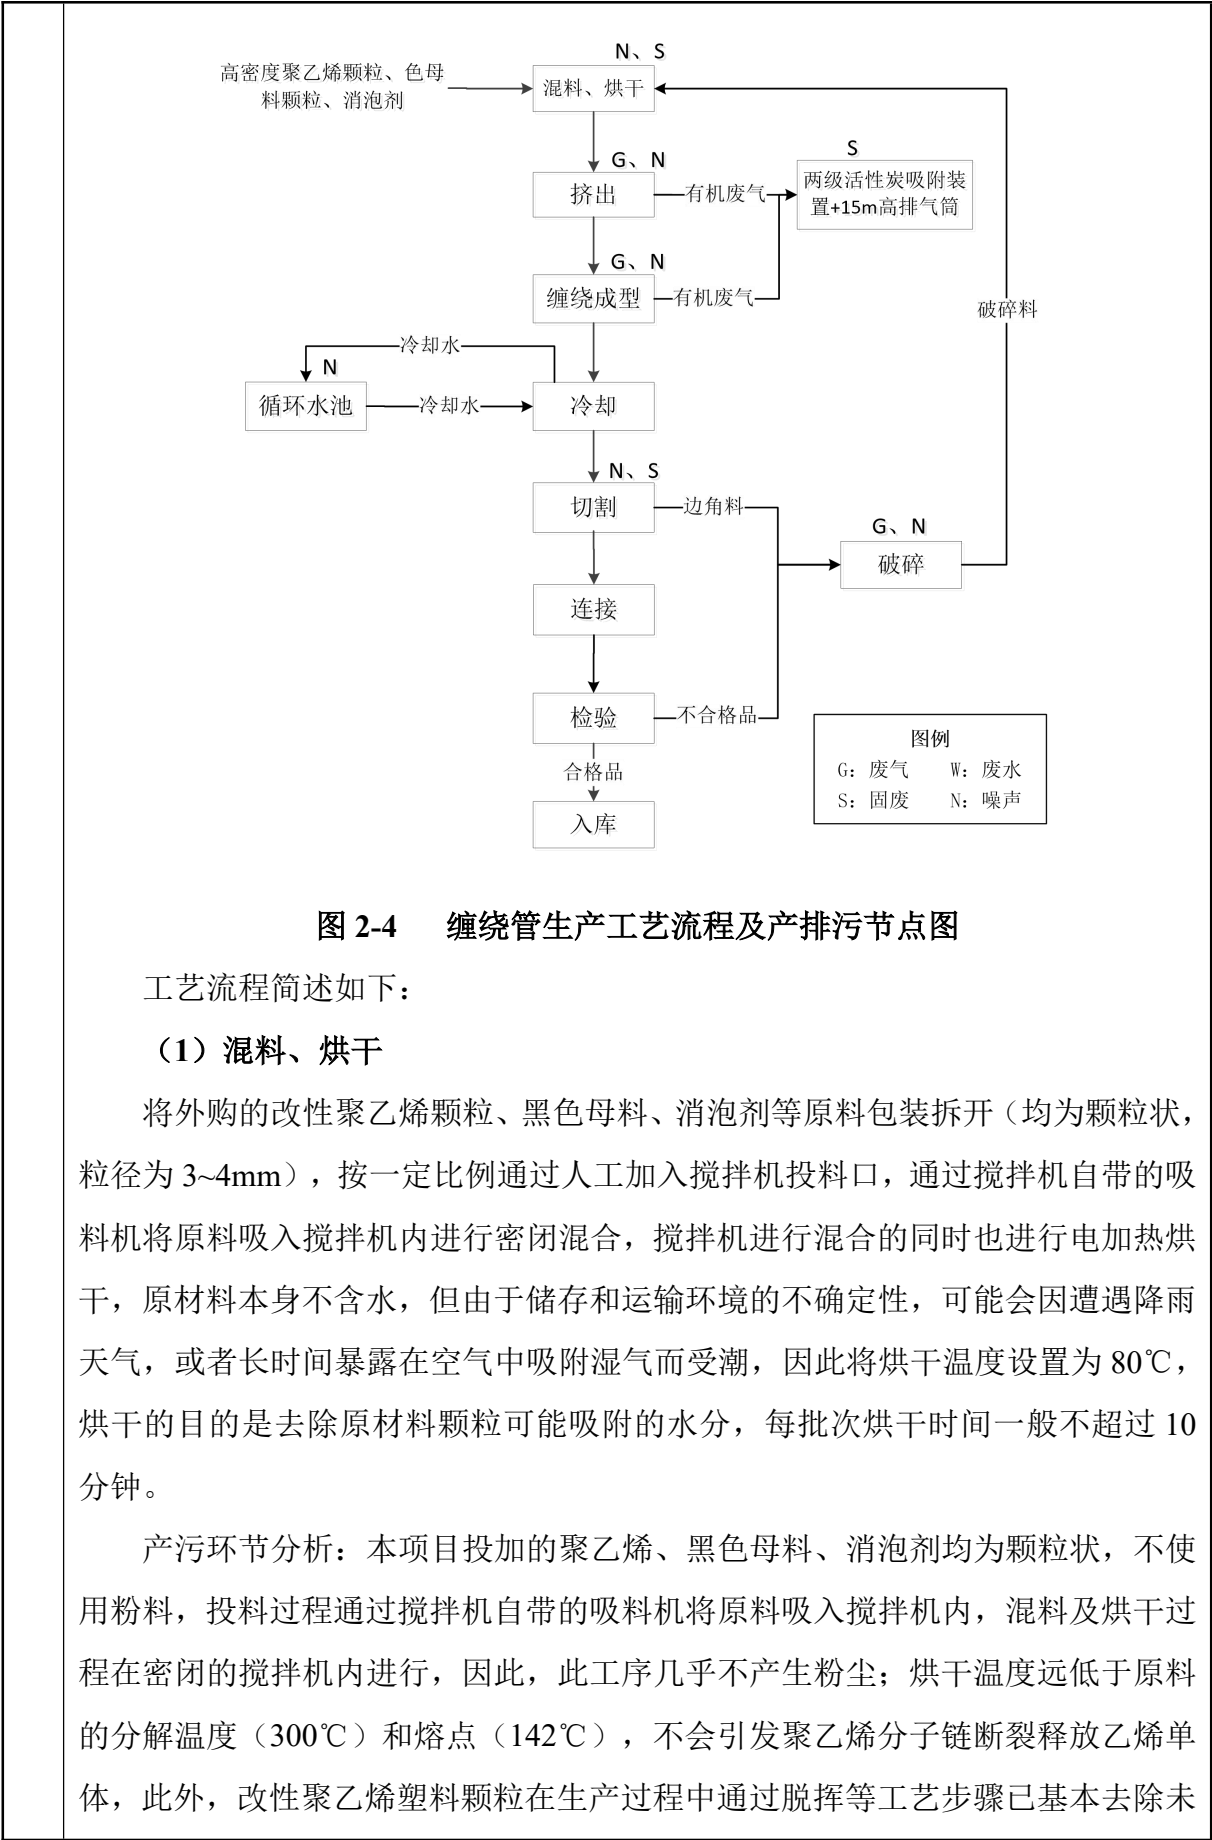 N、S
高密度聚乙烯颗粒、色母
料颗粒、消泡剂
混料、烘干
S
G、N
挤出
有机废气
两级活性炭吸附装
置+15m高排气筒
G、N
缠绕成型
有机废气
破碎料
冷却水
N
循环水池
冷却水
冷却
N、S
切割
边角料
G、N
破碎
连接
检验
不合格品
合格品
入库
图例
G：废气 W：废水
S：固废 N：噪声
图 2-4 缠绕管生产工艺流程及产排污节点图
工艺流程简述如下：
（1）混料、烘干
将外购的改性聚乙烯颗粒、黑色母料、消泡剂等原料包装拆开（均为颗粒状，
粒径为 3~4mm），按一定比例通过人工加入搅拌机投料口，通过搅拌机自带的吸
料机将原料吸入搅拌机内进行密闭混合，搅拌机进行混合的同时也进行电加热烘
干，原材料本身不含水，但由于储存和运输环境的不确定性，可能会因遭遇降雨
天气，或者长时间暴露在空气中吸附湿气而受潮，因此将烘干温度设置为 80℃，
烘干的目的是去除原材料颗粒可能吸附的水分，每批次烘干时间一般不超过 10
分钟。
产污环节分析：本项目投加的聚乙烯、黑色母料、消泡剂均为颗粒状，不使
用粉料，投料过程通过搅拌机自带的吸料机将原料吸入搅拌机内，混料及烘干过
程在密闭的搅拌机内进行，因此，此工序几乎不产生粉尘；烘干温度远低于原料
的分解温度（300℃）和熔点（142℃），不会引发聚乙烯分子链断裂释放乙烯单
体，此外，改性聚乙烯塑料颗粒在生产过程中通过脱挥等工艺步骤已基本去除未